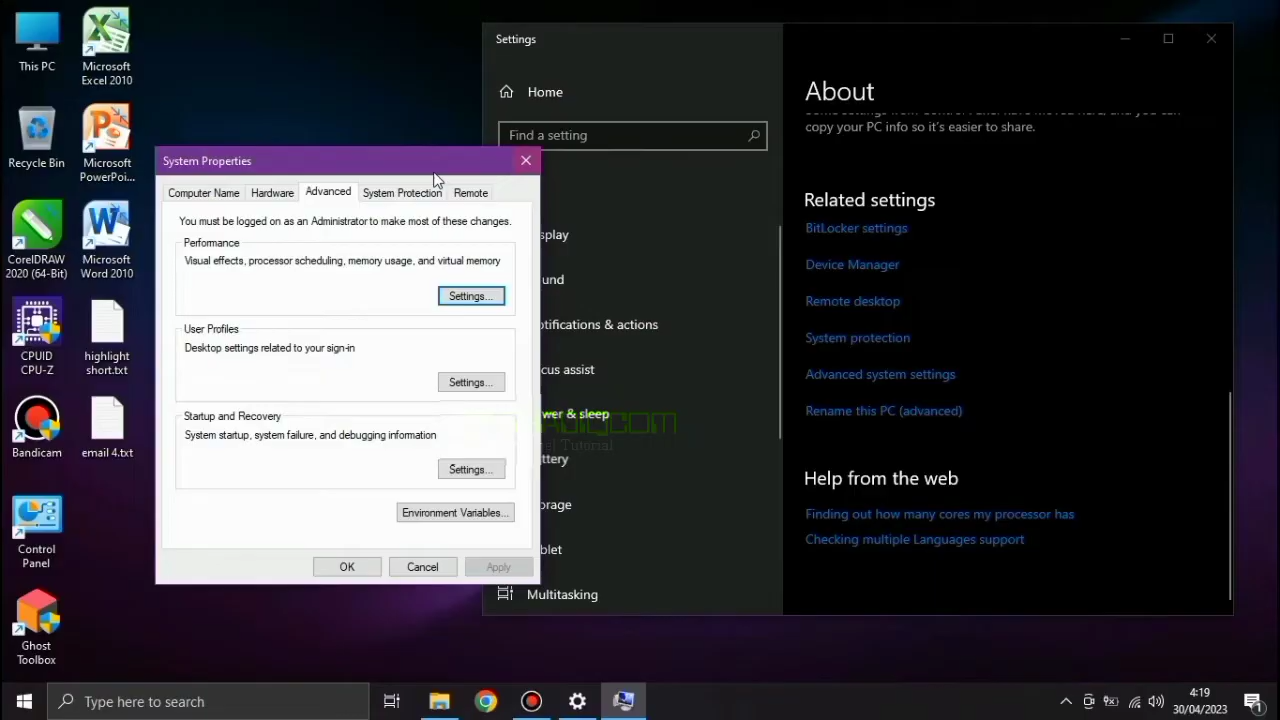 This PC
Microsoft
Excel 2010
Recycle Bin
Microsoft
PowerPoi...
CorelDRAW
2020 (64-Bit)
Microsoft
Word 2010
CPUID
CPU-Z
highlight
short.txt
Bandicam
email 4.txt
Control
Panel
Ghost
Toolbox
System Properties
Computer Name
Hardware
Advanced
System Protection
Remote
You must be logged on as an Administrator to make most of these changes.
Performance
Visual effects, processor scheduling, memory usage, and virtual memory
Settings...
User Profiles
Desktop settings related to your sign-in
Settings...
Startup and Recovery
System startup, system failure, and debugging information
Settings...
Environment Variables...
OK
Cancel
Apply
Settings
Home
Find a setting
splay
und
otifications & actions
cus assist
wer & sleep
el Tutorial
ttery
orage
blet
Multitasking
About
copy your PC info so it's easier to share.
Related settings
BitLocker settings
Device Manager
Remote desktop
System protection
Advanced system settings
Rename this PC (advanced)
Help from the web
Finding out how many cores my processor has
Checking multiple Languages support
Type here to search
4:19
30/04/2023
1